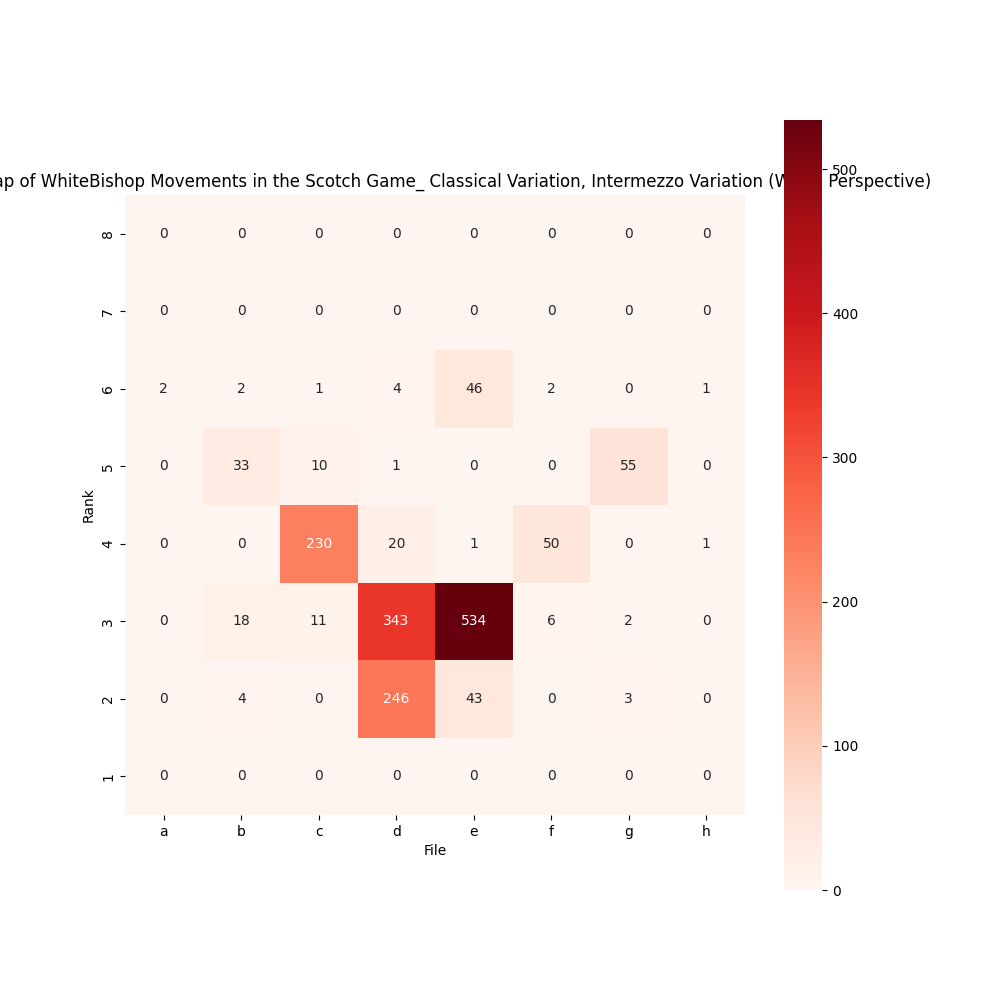 ap of WhiteBishop Movements in the Scotch Game_ Classical Variation, Intermezzo Variation (W Perspective)
500
8 0 0 0 0 0 0 0 0
7 0 0 0 0 0 0 0 0
400
6 2 2 1 4 46 2 0 1
5 0 33 10 1 0 0 55 0
300
Rank
4 0 0 230 20 1 50 0 1
200
3 0 18 11 343 534 6 2 0
2 0 4 0 246 43 0 3 0
100
1 0 0 0 0 0 0 0 0
a b c d e f g h
File
0